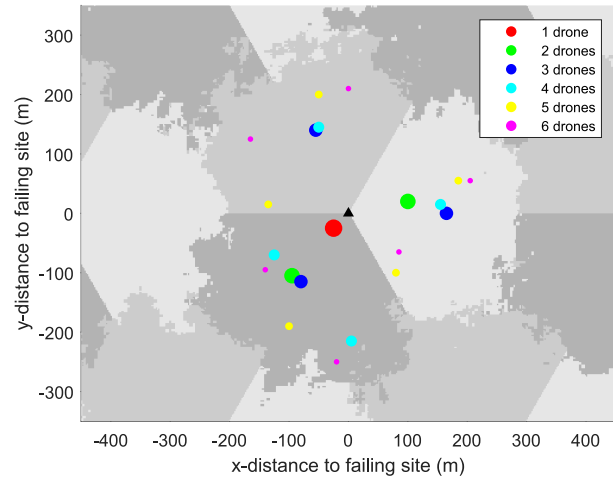 300
200
100
0
-100
-200
-300
y-distance to failing site (m)
1 drone
2 drones
3 drones
4 drones
5 drones
6 drones
-400 -300 -200 -100 0 100 200 300 400
x-distance to failing site (m)